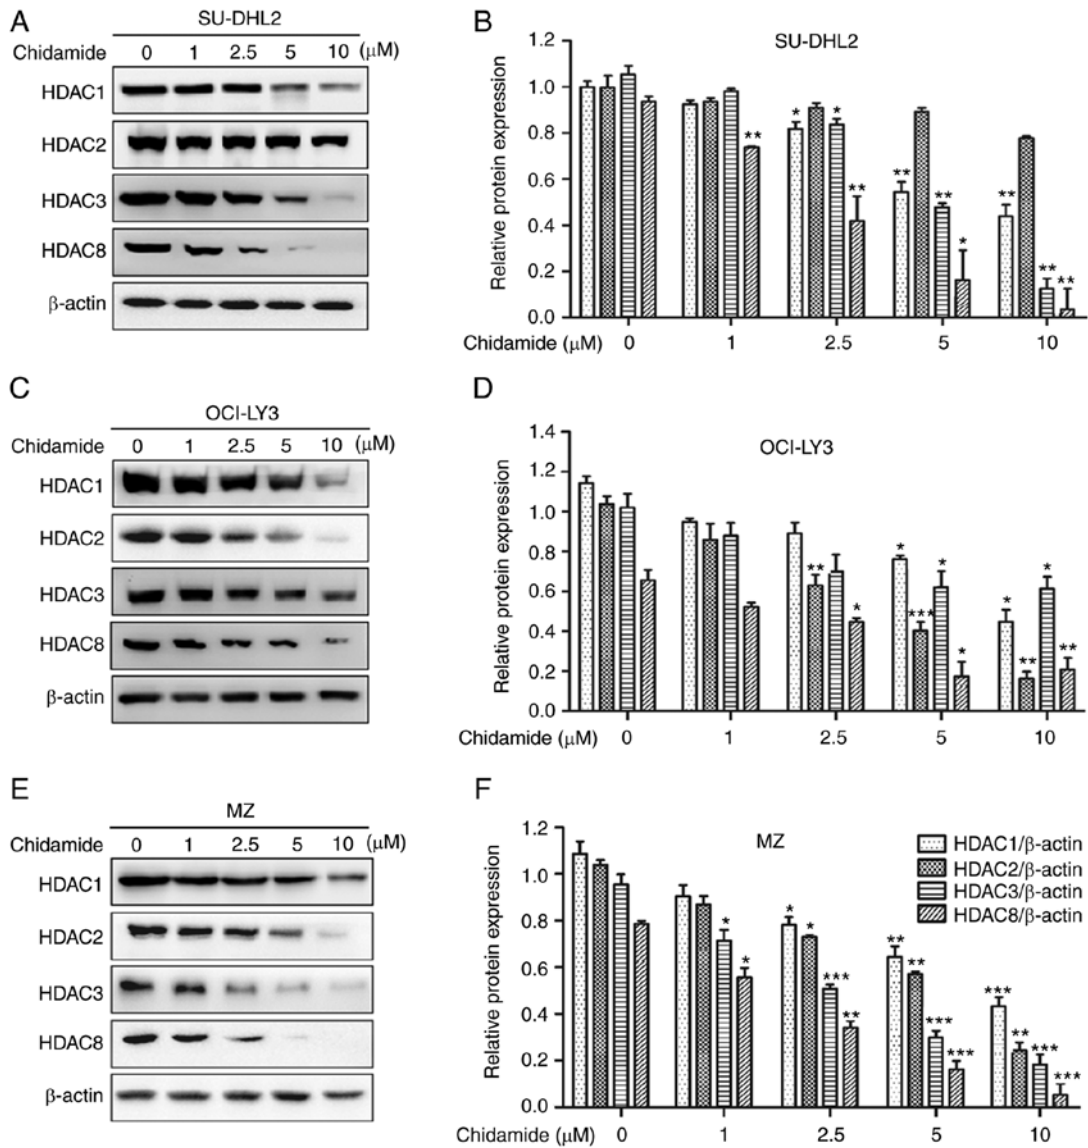 A
SU-DHL2
Chidamide 0 1 2.5 5 10 (μM)
HDAC1
HDAC2
HDAC3
HDAC8
β-actin
B
SU-DHL2
Relative protein expression
1.2
1.0
0.8
0.6
0.4
0.2
0.0
* * ** ** ** ** * ** ** **
Chidamide (μM) 0 1 2.5 5 10
C
OCI-LY3
Chidamide 0 1 2.5 5 10 (μM)
HDAC1
HDAC2
HDAC3
HDAC8
β-actin
D
OCI-LY3
Relative protein expression
1.4
1.2
1.0
0.8
0.6
0.4
0.2
0.0
** * * *** * * * ** * **
Chidamide (μM) 0 1 2.5 5 10
E
MZ
Chidamide 0 1 2.5 5 10 (μM)
HDAC1
HDAC2
HDAC3
HDAC8
β-actin
F
MZ
Relative protein expression
1.2
1.0
0.8
0.6
0.4
0.2
0.0
HDAC1/β-actin
HDAC2/β-actin
HDAC3/β-actin
HDAC8/β-actin
* * * * *** ** ** ** *** *** *** ** *** ***
Chidamide (μM) 0 1 2.5 5 10